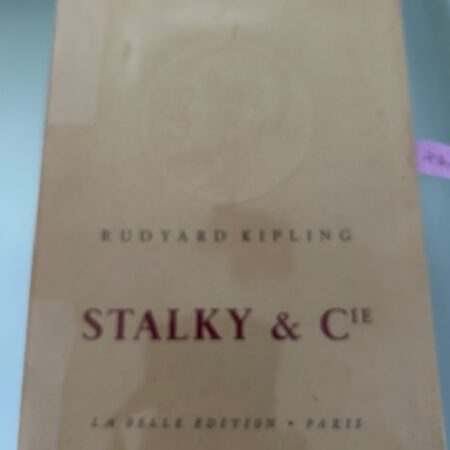 RUDYARD KIPLING
STALKY & CIE
LA BELLE EDITION • PARIS